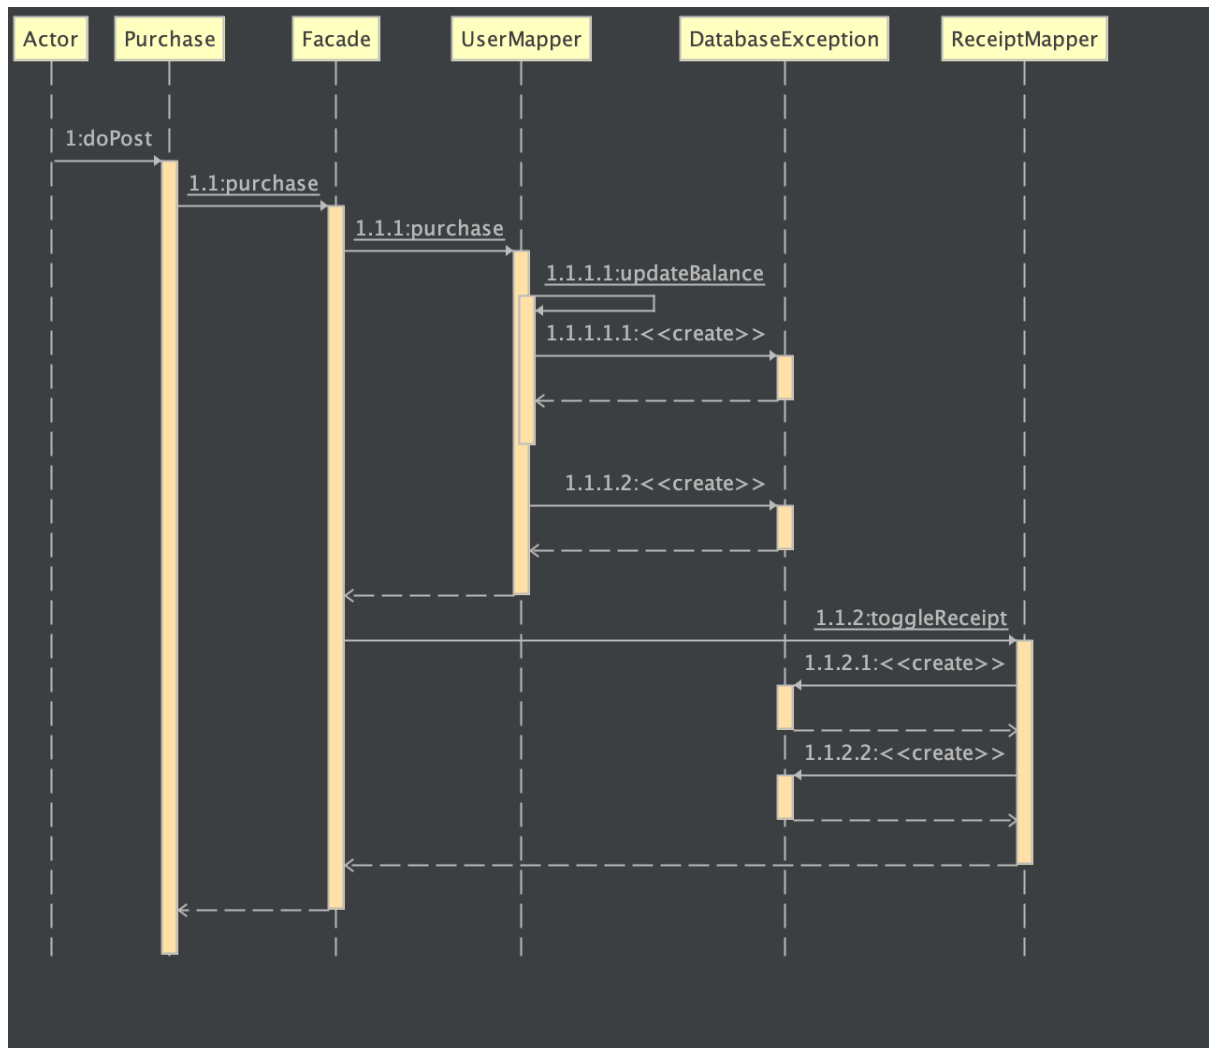 Actor
Purchase
Facade
UserMapper
DatabaseException
ReceiptMapper
1:doPost
1.1:purchase
1.1.1:purchase
1.1.1.1:updateBalance
1.1.1.1.1:<<create>>
1.1.1.2:<<create>>
1.1.2:toggleReceipt
1.1.2.1:<<create>>
1.1.2.2:<<create>>